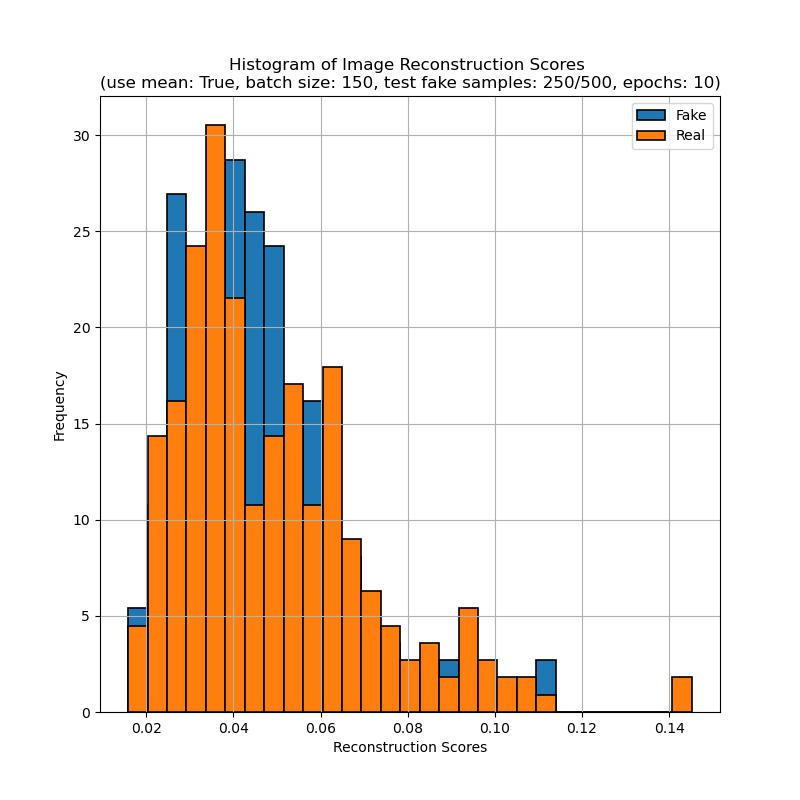 Histogram of Image Reconstruction Scores
(use mean: True, batch size: 150, test fake samples: 250/500, epochs: 10)
Fake
Real
30
25
20
15
10
5
0
Frequency
0.02 0.04 0.06 0.08 0.10 0.12 0.14
Reconstruction Scores